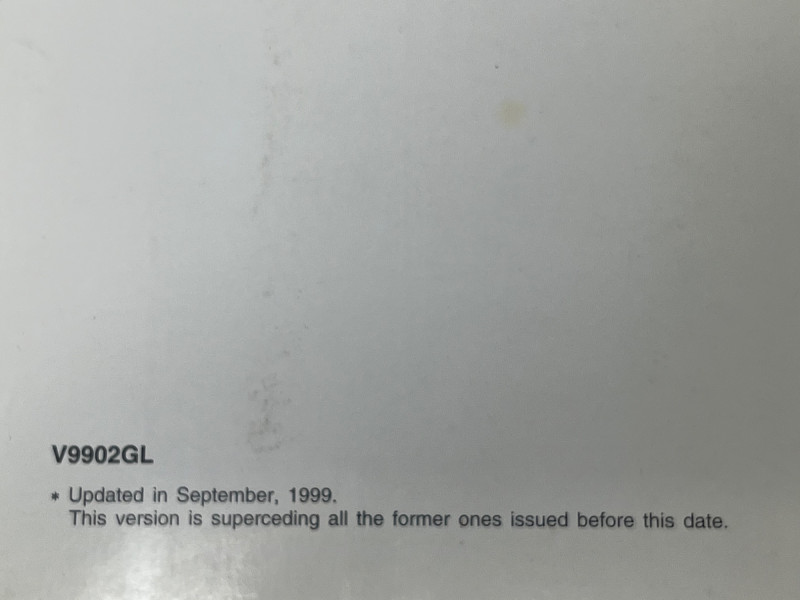 V9902GL
* Updated in September, 1999.
This version is superceding all the former ones issued before this date.